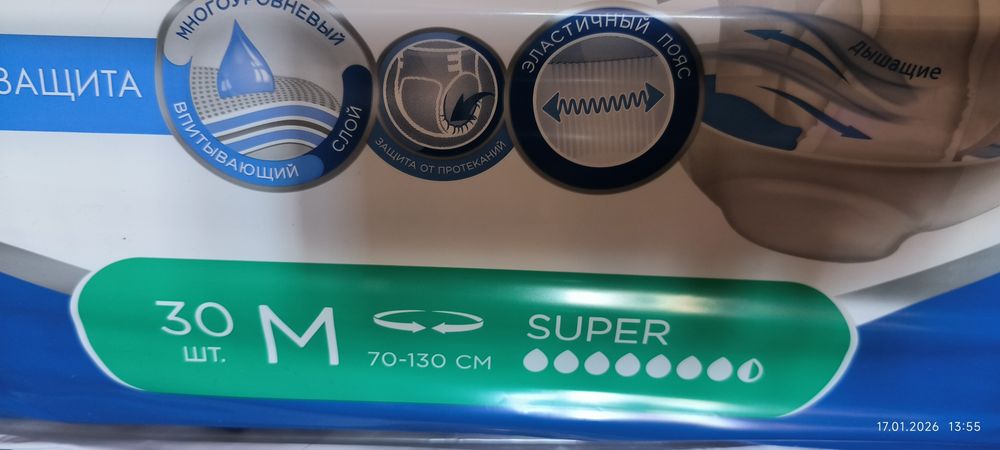 ЗАЩИТА
МНОГОУРОВНЕВЫЙ
ВПИТЫВАЮЩИЙ
СЛОЙ
ЗАЩИТА ОТ ПРОТЕКАНИЙ
ЭЛАСТИЧНЫЙ ПОЯС
дышащие
30
ШТ.
M
70-130 СМ
SUPER
17.01.2026 13:55